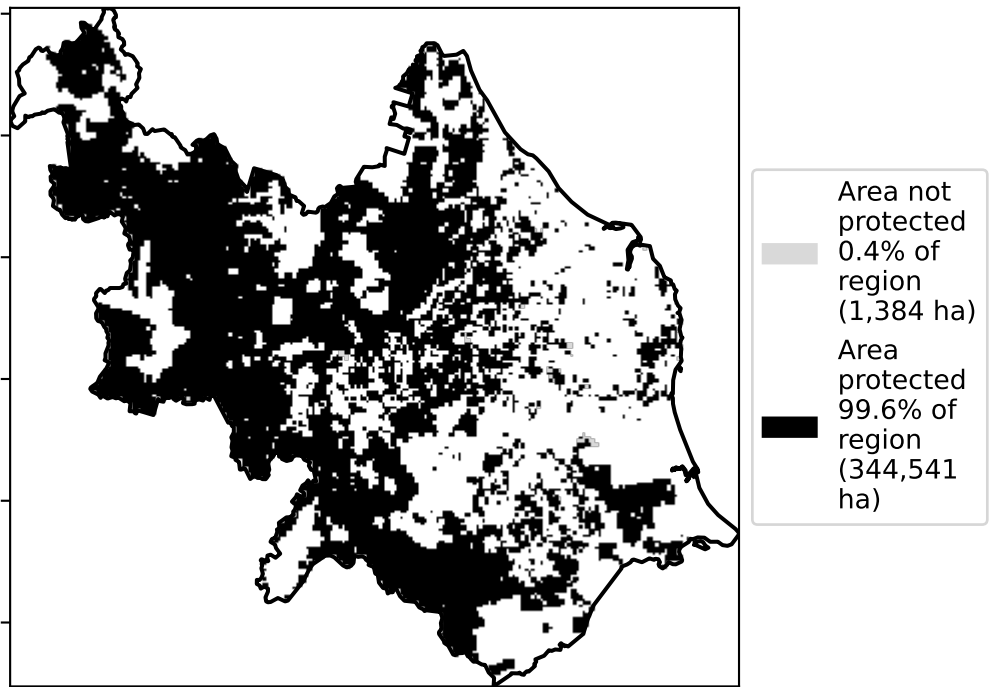 Area not
protected
0.4% of
region
(1,384 ha)
Area
protected
99.6% of
region
(344,541
ha)